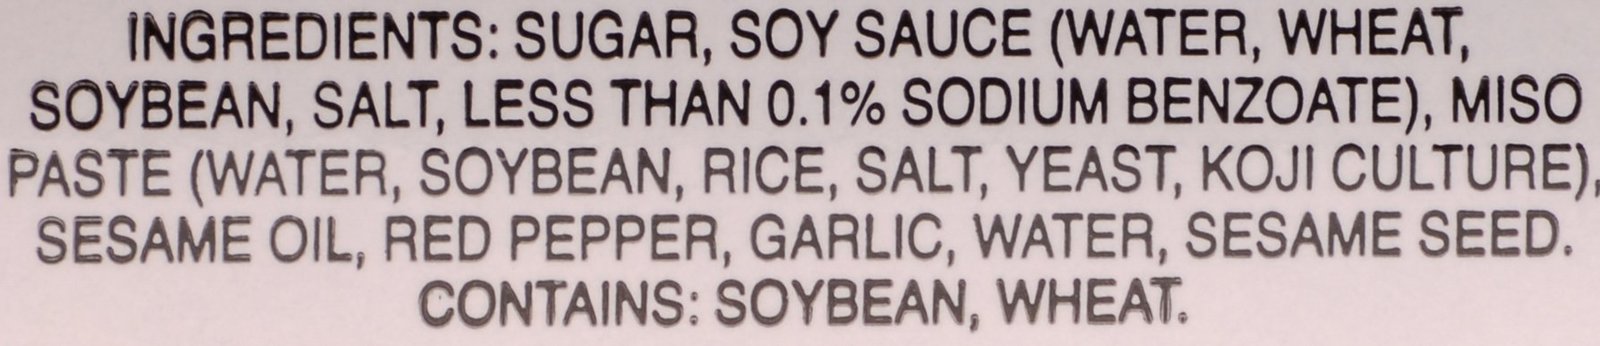 INGREDIENTS: SUGAR, SOY SAUCE (WATER, WHEAT,
SOYBEAN, SALT, LESS THAN 0.1% SODIUM BENZOATE), MISO
PASTE (WATER, SOYBEAN, RICE, SALT, YEAST, KOJI CULTURE),
SESAME OIL, RED PEPPER, GARLIC, WATER, SESAME SEED.
CONTAINS: SOYBEAN, WHEAT.